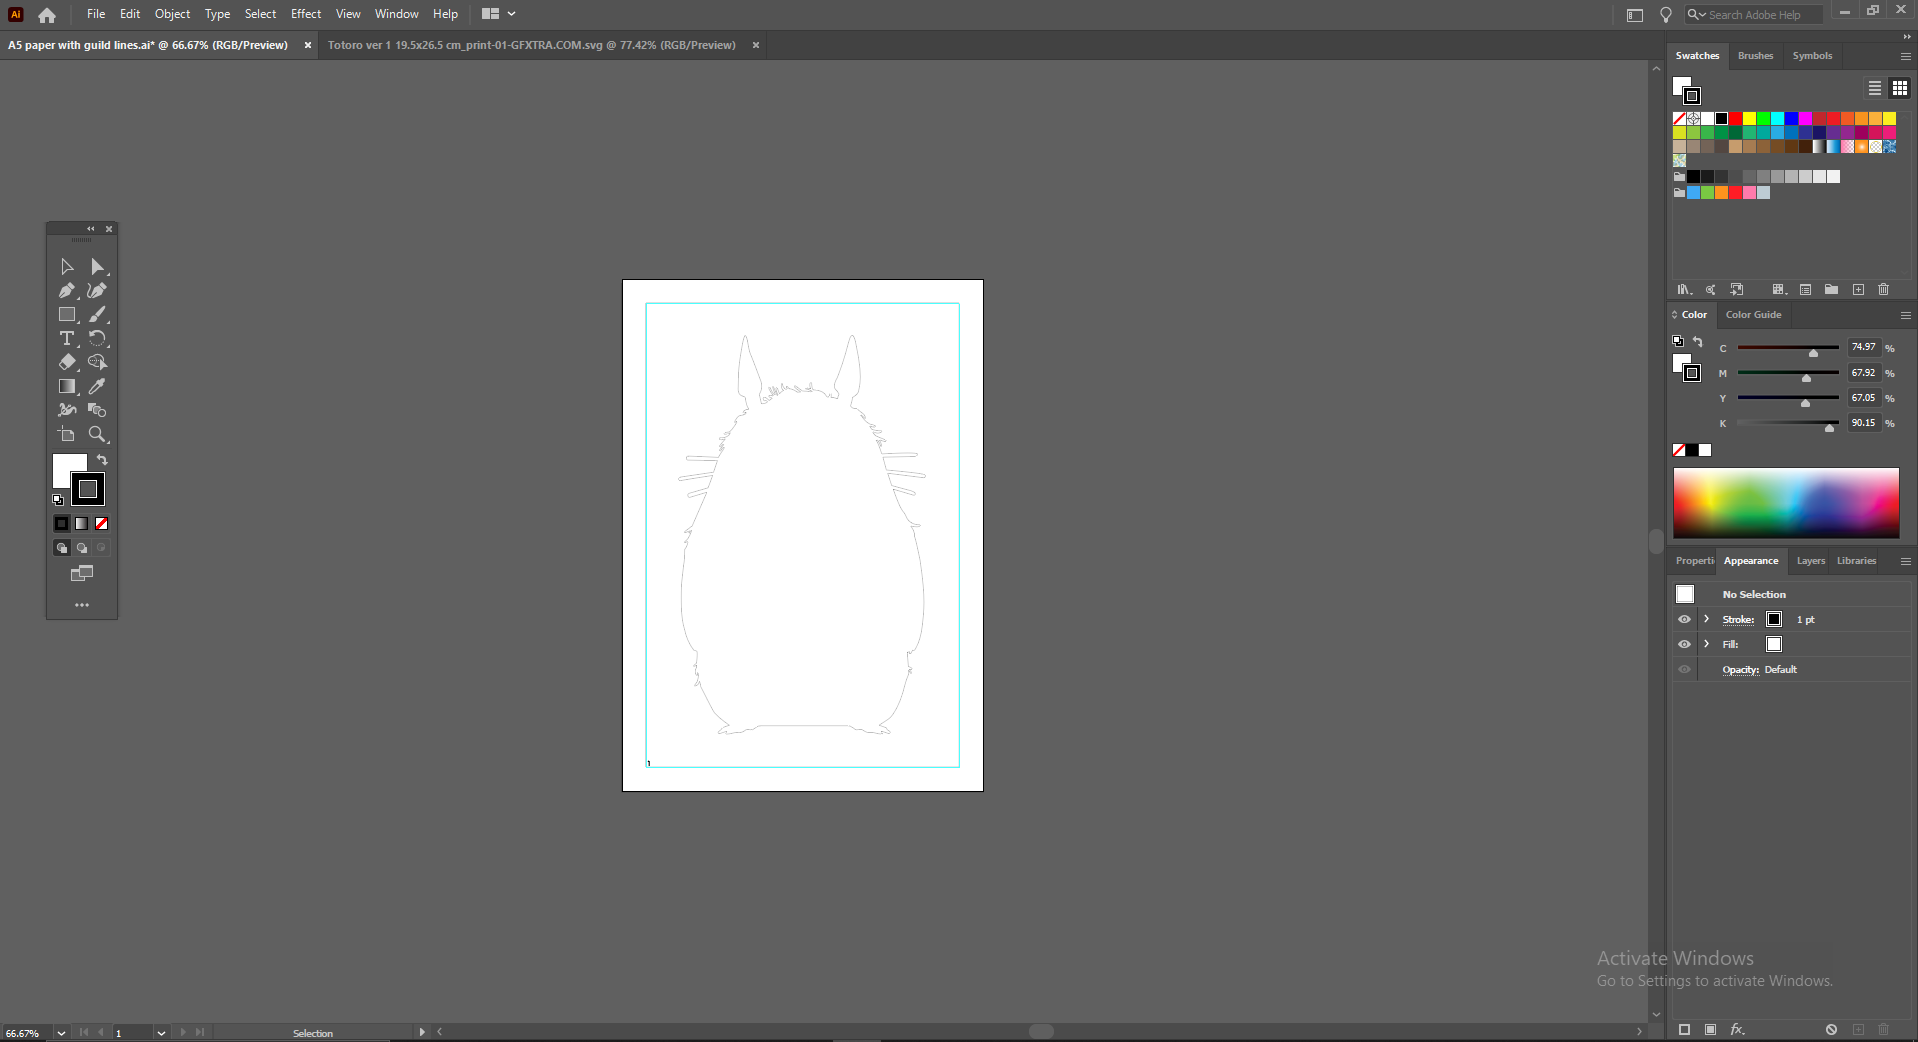 Ai File Edit Object Type Select Effect View Window Help Search Adobe Help
A5 paper with guild lines.ai* @ 66.67% (RGB/Preview) × Totoro ver 1 19.5x26.5 cm_print-01-GFXTRA.COM.svg @ 77.42% (RGB/Preview) ×
Swatches Brushes Symbols
Color Color Guide
C 74.97 %
M 67.92 %
Y 67.05 %
K 90.15 %
Properti Appearance Layers Libraries
No Selection
Stroke: 1 pt
Fill:
Opacity: Default
1
Activate Windows
Go to Settings to activate Windows.
66.67% 1 Selection
fx